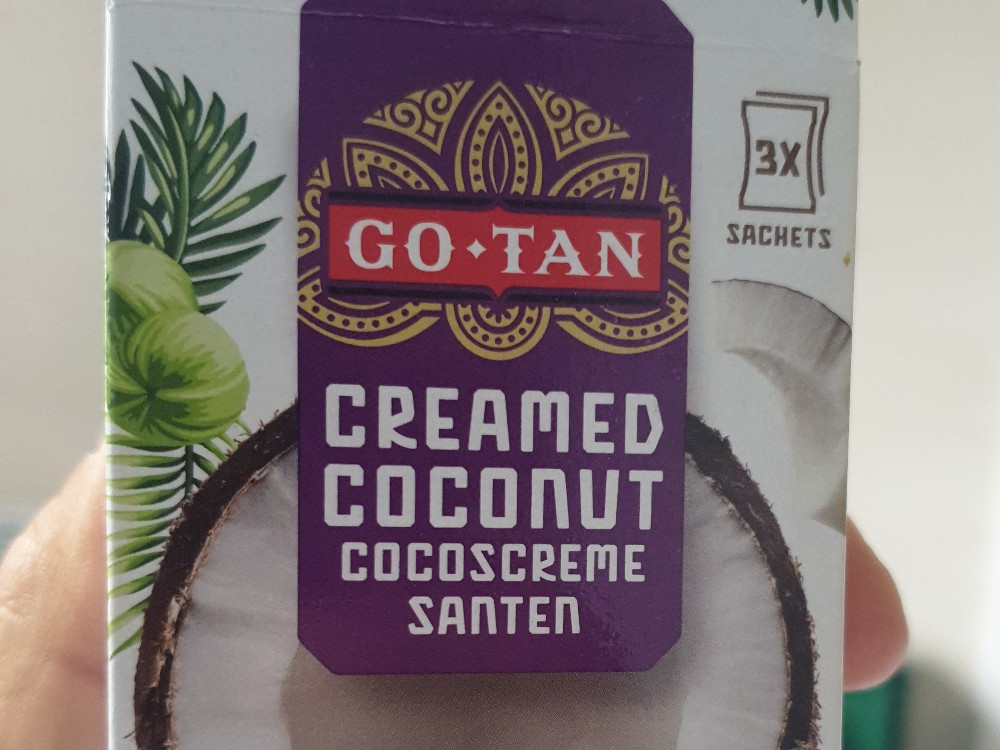 GO·TAN
3X
SACHETS
CREAMED
COCONUT
COCOSCREME
SANTEN